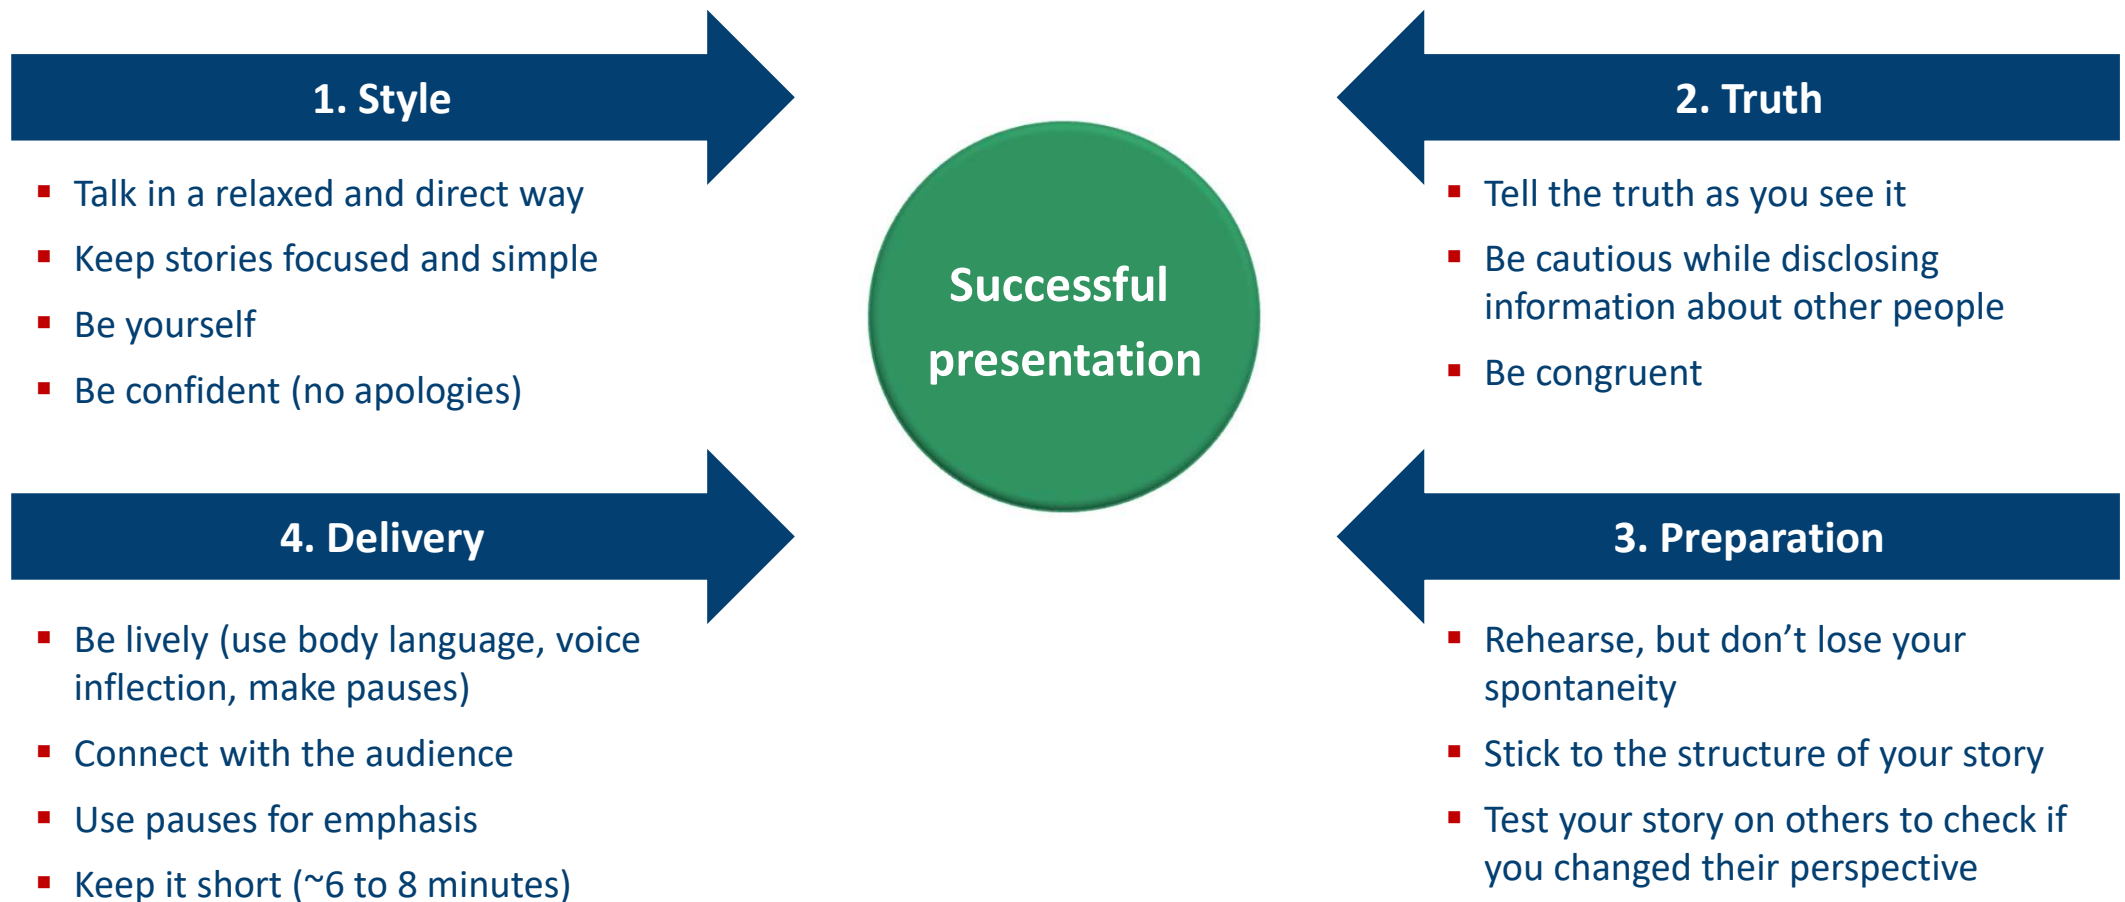 1. Style
Talk in a relaxed and direct way
Keep stories focused and simple
Be yourself
Be confident (no apologies)
2. Truth
Tell the truth as you see it
Be cautious while disclosing
information about other people
Be congruent
Successful
presentation
3. Preparation
Rehearse, but don’t lose your
spontaneity
Stick to the structure of your story
Test your story on others to check if
you changed their perspective
4. Delivery
Be lively (use body language, voice
inflection, make pauses)
Connect with the audience
Use pauses for emphasis
Keep it short (~6 to 8 minutes)